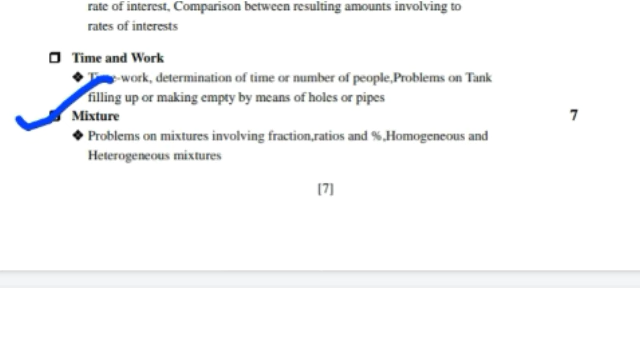 rate of interest, Comparison between resulting amounts involving to
rates of interests
❑ Time and Work
❖ Time-work, determination of time or number of people,Problems on Tank
filling up or making empty by means of holes or pipes
Mixture 7
❖ Problems on mixtures involving fraction,ratios and %,Homogeneous and
Heterogeneous mixtures
[7]